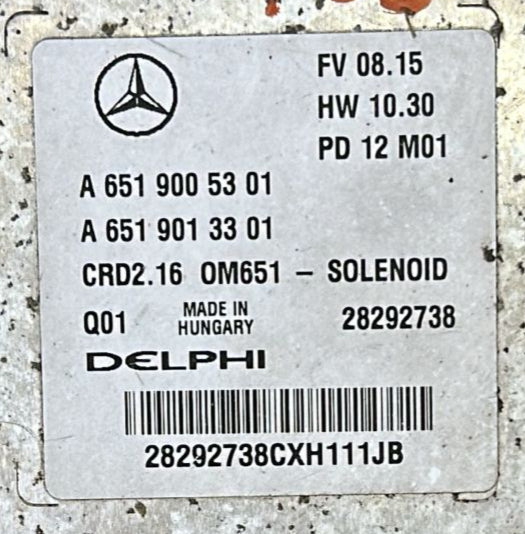 FV 08.15
HW 10.30
PD 12 M01
A 651 900 53 01
A 651 901 33 01
CRD2.16 OM651 – SOLENOID
Q01 MADE IN HUNGARY 28292738
DELPHI
28292738CXH111JB